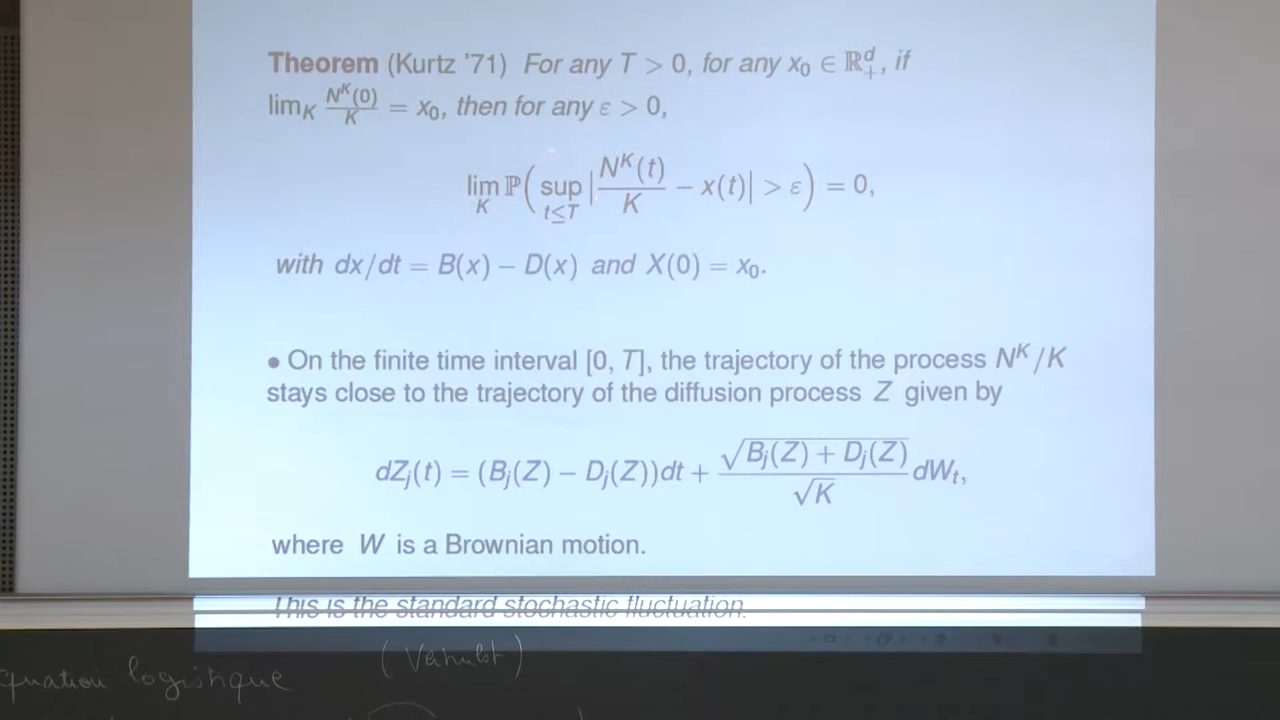 Theorem (Kurtz '71) For any T > 0, for any x₀ ∈ ℝ₊ᵈ, if
lim_K N^K(0)/K = x₀, then for any ε > 0,
lim_K ℙ( sup_{t≤T} | N^K(t)/K − x(t)| > ε ) = 0,
with dx/dt = B(x) − D(x) and X(0) = x₀.
• On the finite time interval [0, T], the trajectory of the process N^K/K
stays close to the trajectory of the diffusion process Z given by
dZ_j(t) = (B_j(Z) − D_j(Z))dt + √(B_j(Z) + D_j(Z))/√K dW_t,
where W is a Brownian motion.
This is the standard stochastic fluctuation.
quation logistique (Verhulst)